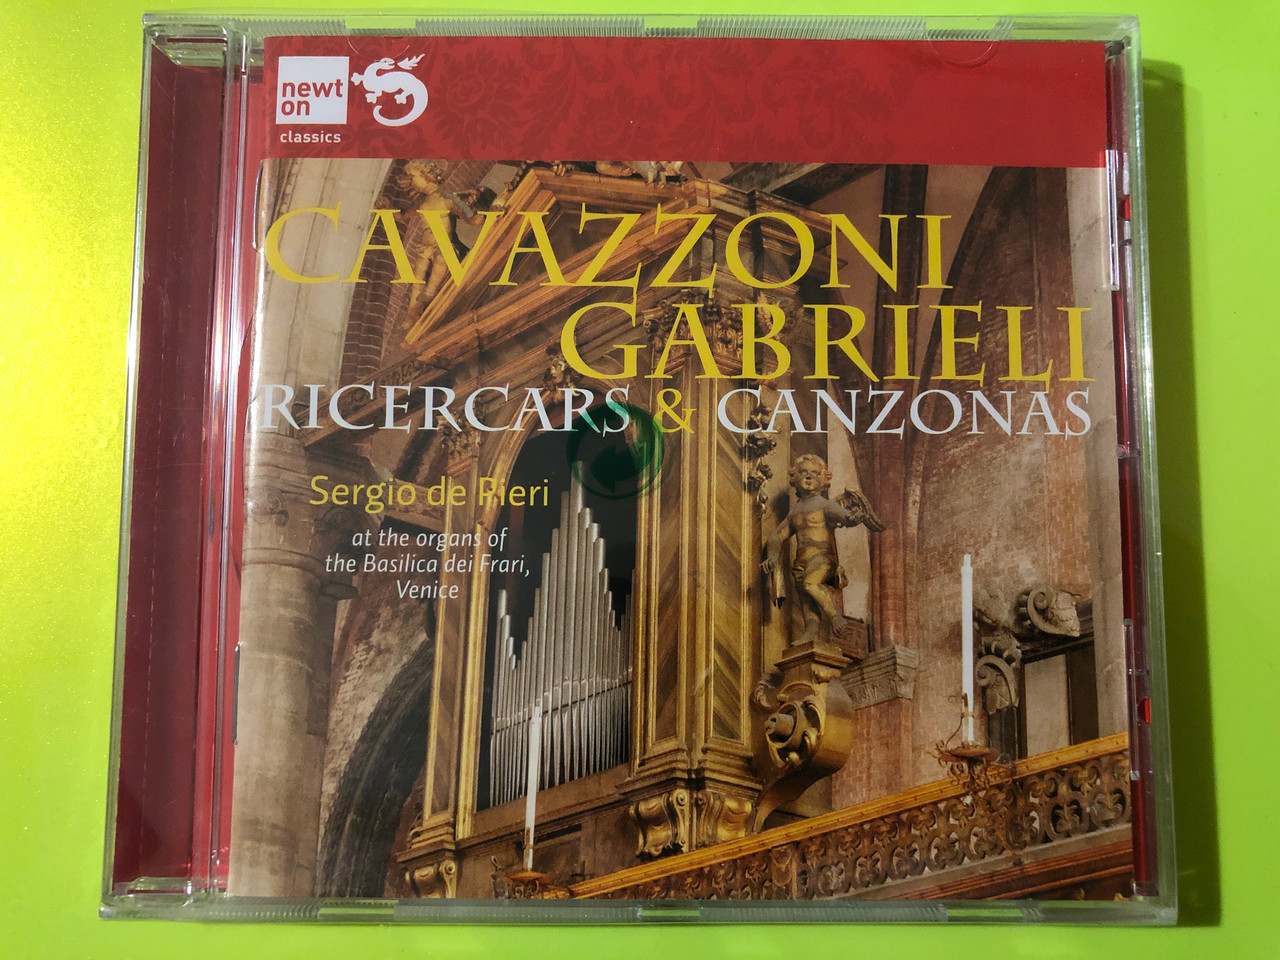 newt
on
classics
CAVAZZONI
GABRIELI
RICERCARS & CANZONAS
Sergio de Pieri
at the organs of
the Basilica dei Frari,
Venice